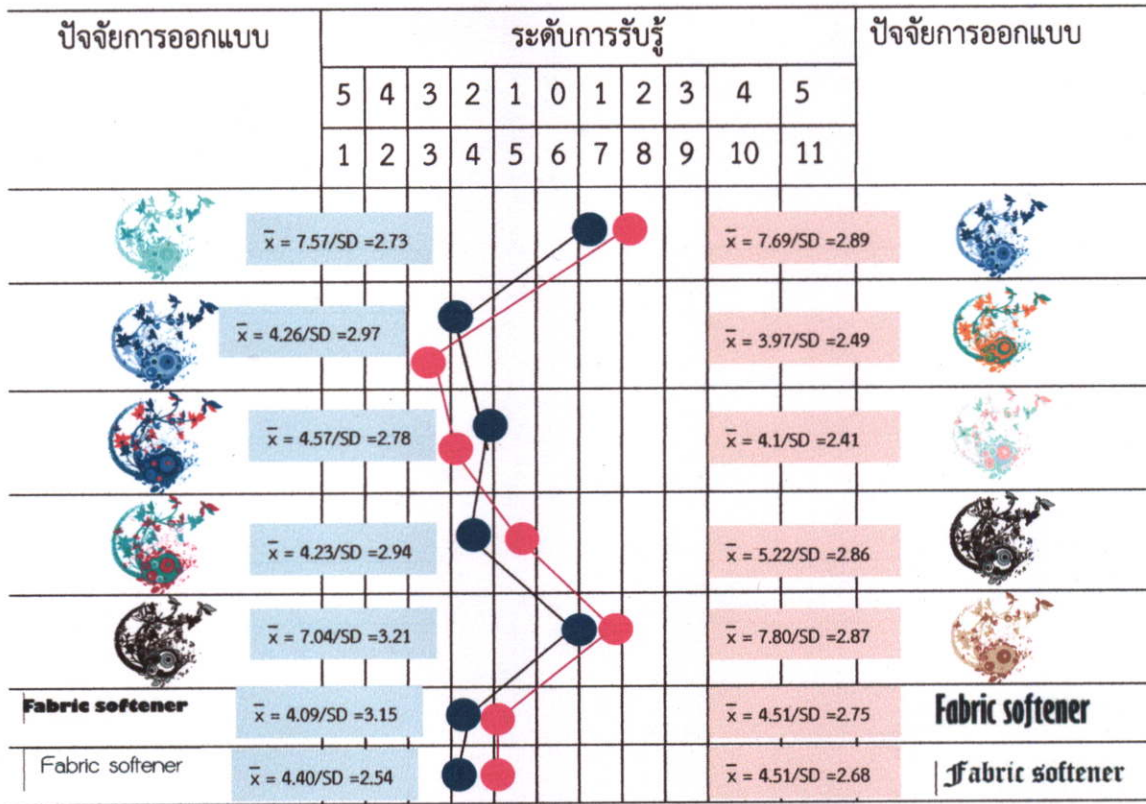 ปัจจัยการออกแบบ ระดับการรับรู้ ปัจจัยการออกแบบ
5 4 3 2 1 0 1 2 3 4 5
1 2 3 4 5 6 7 8 9 10 11
x̄ = 7.57/SD =2.73 x̄ = 7.69/SD =2.89
x̄ = 4.26/SD =2.97 x̄ = 3.97/SD =2.49
x̄ = 4.57/SD =2.78 x̄ = 4.1/SD =2.41
x̄ = 4.23/SD =2.94 x̄ = 5.22/SD =2.86
x̄ = 7.04/SD =3.21 x̄ = 7.80/SD =2.87
Fabric softener x̄ = 4.09/SD =3.15 x̄ = 4.51/SD =2.75 Fabric softener
Fabric softener x̄ = 4.40/SD =2.54 x̄ = 4.51/SD =2.68 Fabric softener